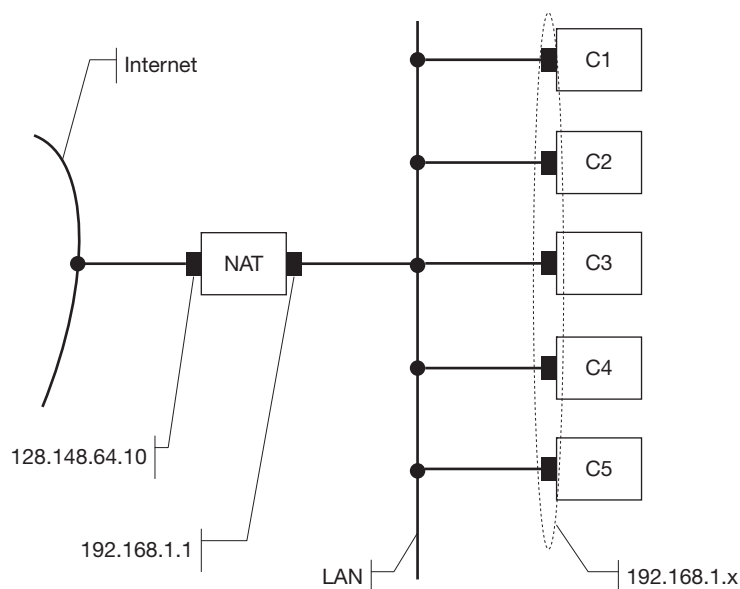 Internet
C1
C2
NAT
C3
C4
C5
128.148.64.10
192.168.1.1
LAN
192.168.1.x